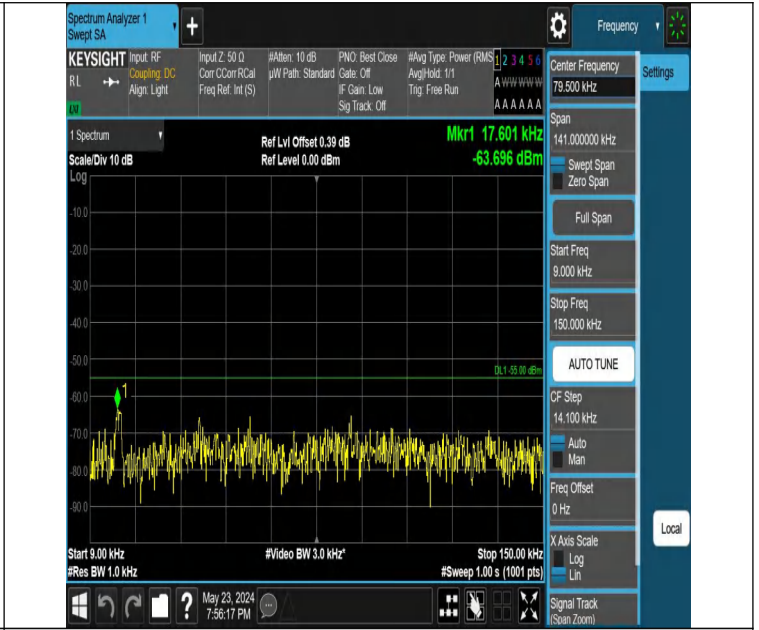 Spectrum Analyzer 1
Swept SA
+
Frequency
KEYSIGHT
RL
Input: RF
Coupling: DC
Align: Light
Input Z: 50 Ω
Corr CCorr RCal
Freq Ref: Int (S)
#Atten: 10 dB
µW Path: Standard
PNO: Best Close
Gate: Off
IF Gain: Low
Sig Track: Off
#Avg Type: Power (RMS
Avg|Hold: 1/1
Trig: Free Run
1 2 3 4 5 6
A W W W W W
A A A A A A
1 Spectrum
Scale/Div 10 dB
Log
Ref Lvl Offset 0.39 dB
Ref Level 0.00 dBm
Mkr1 17.601 kHz
-63.696 dBm
-10.0
-20.0
-30.0
-40.0
-50.0
-60.0
-70.0
-80.0
-90.0
DL1 -55.00 dBm
1
Start 9.00 kHz
#Res BW 1.0 kHz
#Video BW 3.0 kHz*
Stop 150.00 kHz
#Sweep 1.00 s (1001 pts)
Center Frequency
79.500 kHz
Settings
Span
141.000000 kHz
Swept Span
Zero Span
Full Span
Start Freq
9.000 kHz
Stop Freq
150.000 kHz
AUTO TUNE
CF Step
14.100 kHz
Auto
Man
Freq Offset
0 Hz
X Axis Scale
Log
Lin
Local
Signal Track
(Span Zoom)
?
May 23, 2024
7:56:17 PM